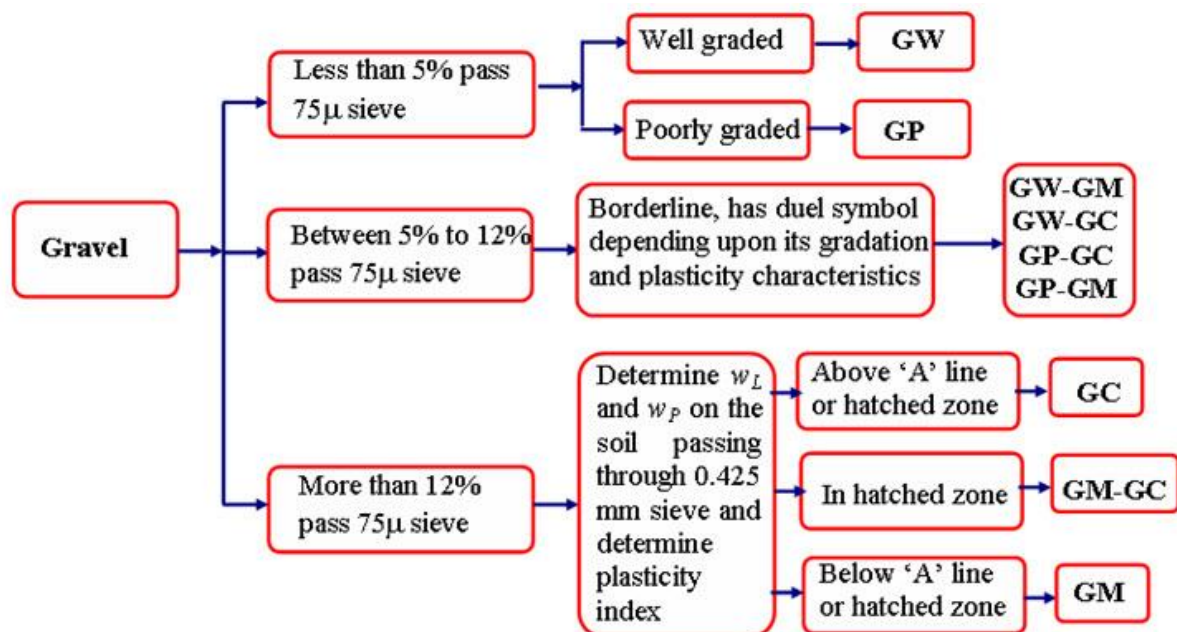 Gravel
Less than 5% pass
75μ sieve
Well graded
GW
Poorly graded
GP
Between 5% to 12%
pass 75μ sieve
Borderline, has duel symbol
depending upon its gradation
and plasticity characteristics
GW-GM
GW-GC
GP-GC
GP-GM
More than 12%
pass 75μ sieve
Determine w_L
and w_P on the
soil passing
through 0.425
mm sieve and
determine
plasticity
index
Above ‘A’ line
or hatched zone
GC
In hatched zone
GM-GC
Below ‘A’ line
or hatched zone
GM